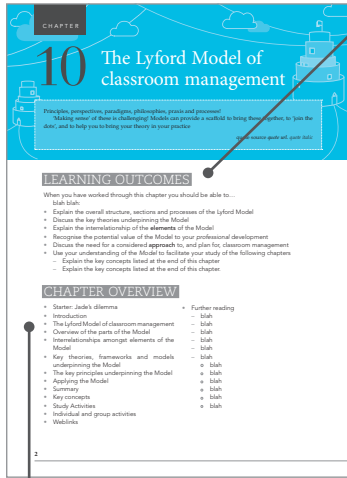 CHAPTER
10
The Lyford Model of
classroom management
Principles, perspectives, paradigms, philosophies, praxis and processes!
'Making sense' of these is challenging! Models can provide a scaffold to bring these together, to 'join the
dots', and to help you to bring your theory in your practice
quote source quote url, quote italic
LEARNING OUTCOMES
When you have worked through this chapter you should be able to…
blah blah:
• Explain the overall structure, sections and processes of the Lyford Model
• Discuss the key theories underpinning the Model
• Explain the interrelationship of the elements of the Model
• Recognise the potential value of the Model to your professional development
• Discuss the need for a considered approach to, and plan for, classroom management
• Use your understanding of the Model to facilitate your study of the following chapters
– Explain the key concepts listed at the end of this chapter
– Explain the key concepts listed at the end of this chapter.
CHAPTER OVERVIEW
• Starter: Jade's dilemma
• Introduction
• The Lyford Model of classroom management
• Overview of the parts of the Model
• Interrelationships amongst elements of the
Model
• Key theories, frameworks and models
underpinning the Model
• The key principles underpinning the Model
• Applying the Model
• Summary
• Key concepts
• Study Activities
• Individual and group activities
• Weblinks
• Further reading
– blah
– blah
– blah
– blah
– blah
o blah
o blah
o blah
o blah
o blah
2